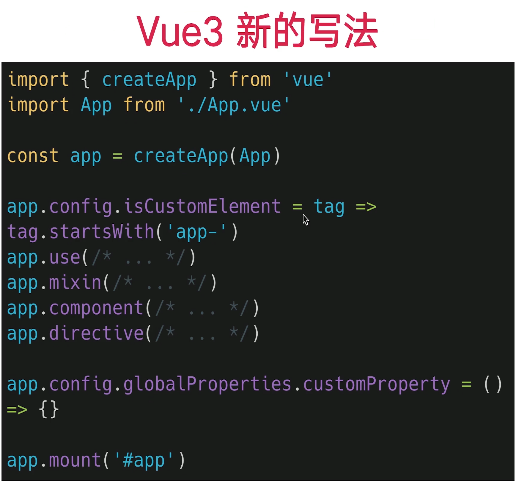 Vue3 新的写法
import { createApp } from 'vue'
import App from './App.vue'
const app = createApp(App)
app.config.isCustomElement = tag =>
tag.startsWith('app-')
app.use(/* ... */)
app.mixin(/* ... */)
app.component(/* ... */)
app.directive(/* ... */)
app.config.globalProperties.customProperty = ()
=> {}
app.mount('#app')